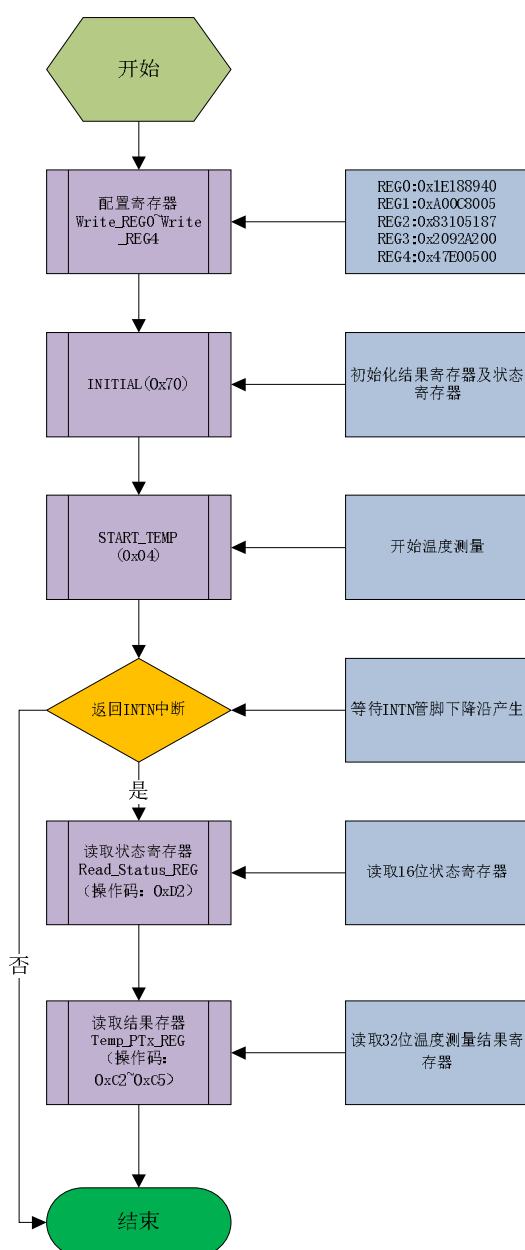 开始
配置寄存器
Write_REG0~Write
_REG4
REG0:0x1E188940
REG1:0xA00C8005
REG2:0x83105187
REG3:0x2092A200
REG4:0x47E00500
INITIAL(0x70)
初始化结果寄存器及状态
寄存器
START_TEMP
(0x04)
开始温度测量
返回INTN中断
等待INTN管脚下降沿产生
是
读取状态寄存器
Read_Status_REG
(操作码: 0xD2)
读取16位状态寄存器
否
读取结果存器
Temp_PTx_REG
(操作码:
0xC2~0xC5)
读取32位温度测量结果寄
存器
结束